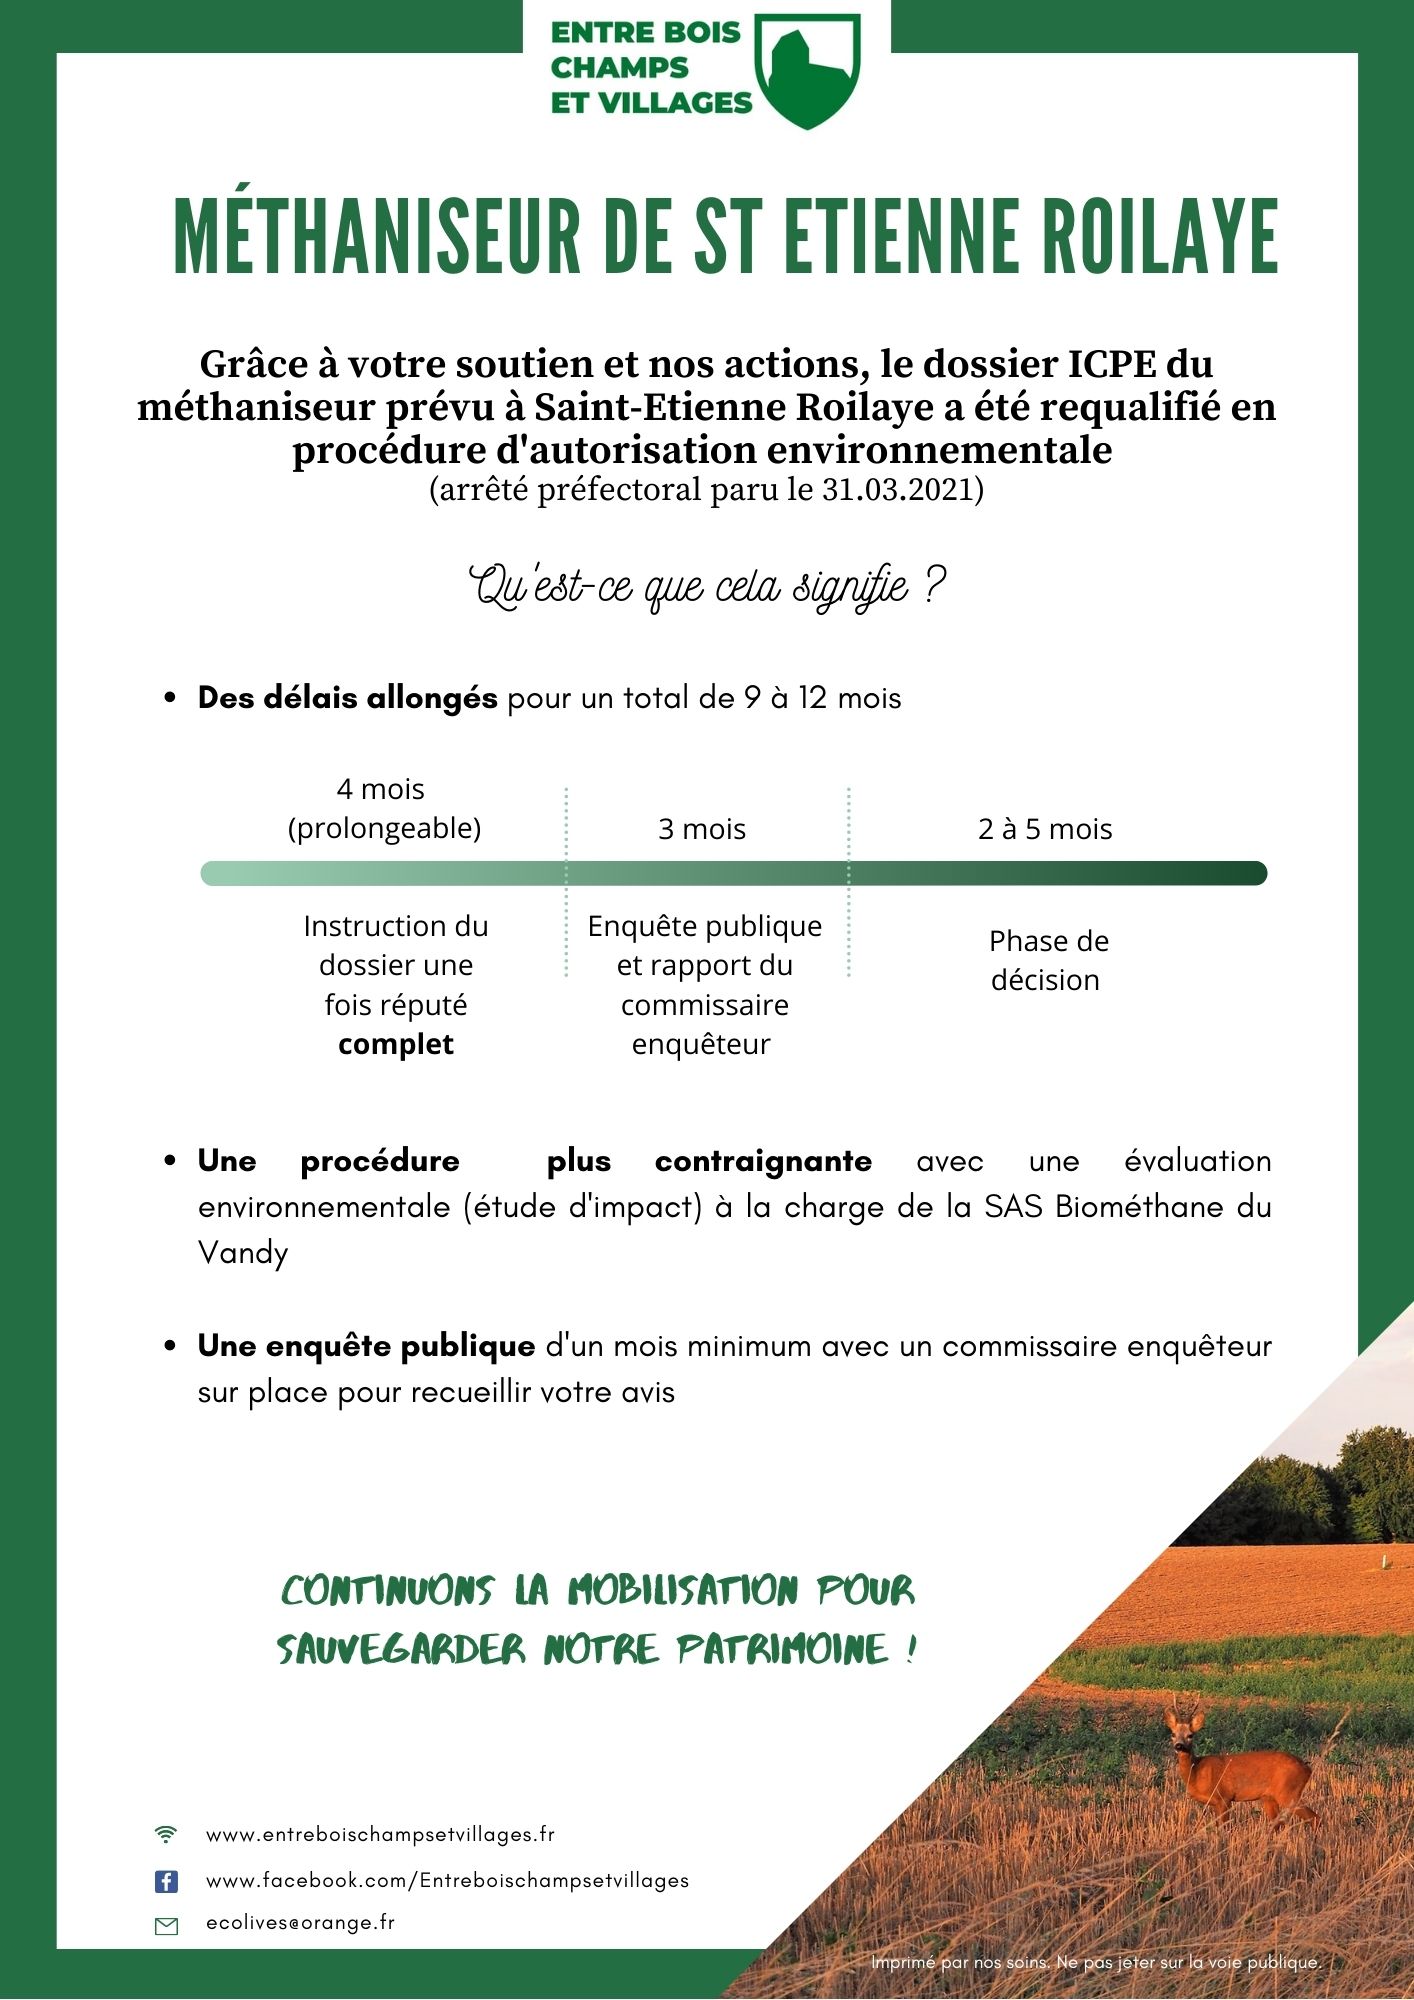 ENTRE BOIS
CHAMPS
ET VILLAGES
MÉTHANISEUR DE ST ETIENNE ROILAYE
Grâce à votre soutien et nos actions, le dossier ICPE du
méthaniseur prévu à Saint-Etienne Roilaye a été requalifié en
procédure d'autorisation environnementale
(arrêté préfectoral paru le 31.03.2021)
Qu'est-ce que cela signifie ?
• Des délais allongés pour un total de 9 à 12 mois
4 mois
(prolongeable)
3 mois
2 à 5 mois
Instruction du
dossier une
fois réputé
complet
Enquête publique
et rapport du
commissaire
enquêteur
Phase de
décision
• Une procédure plus contraignante avec une évaluation
environnementale (étude d'impact) à la charge de la SAS Biométhane du
Vandy
• Une enquête publique d'un mois minimum avec un commissaire enquêteur
sur place pour recueillir votre avis
CONTINUONS LA MOBILISATION POUR
SAUVEGARDER NOTRE PATRIMOINE !
www.entreboischampsetvillages.fr
www.facebook.com/Entreboischampsetvillages
ecolives@orange.fr
Imprimé par nos soins. Ne pas jeter sur la voie publique.